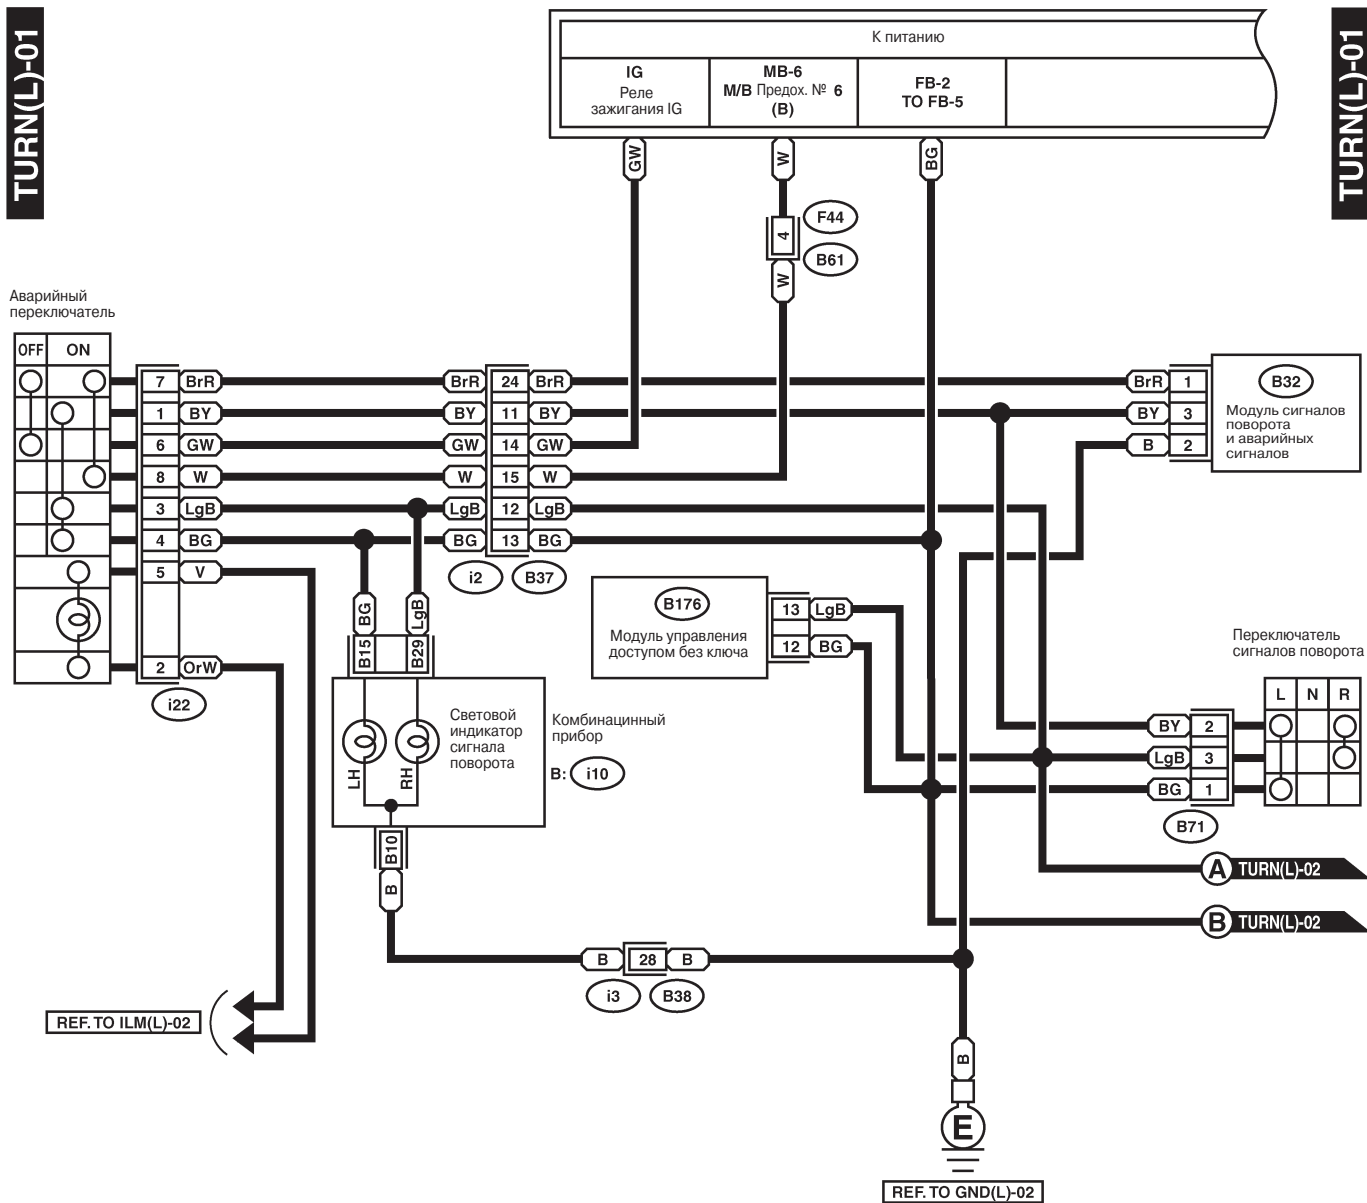 TURN(L)-01
TURN(L)-01
К питанию
IG
Реле
зажигания IG
MB-6
M/B Предох. № 6
(B)
FB-2
TO FB-5
GW
W
BG
4
F44
B61
W
Аварийный
переключатель
OFF ON
7 BrR BrR 24 BrR BrR 1
1 BY BY 11 BY BY 3
6 GW GW 14 GW B 2
8 W W 15 W
3 LgB LgB 12 LgB
4 BG BG 13 BG
5 V
2 OrW
i22
i2 B37
B32
Модуль сигналов
поворота
и аварийных
сигналов
BG LgB
B15 B29
B176
Модуль управления
доступом без ключа
13 LgB
12 BG
Переключатель
сигналов поворота
L N R
BY 2
LgB 3
BG 1
B71
Световой
индикатор
сигнала
поворота
LH RH
Комбинацинный
прибор
B: i10
B10
B
A TURN(L)-02
B TURN(L)-02
B 28 B
i3 B38
REF. TO ILM(L)-02
B
E
REF. TO GND(L)-02